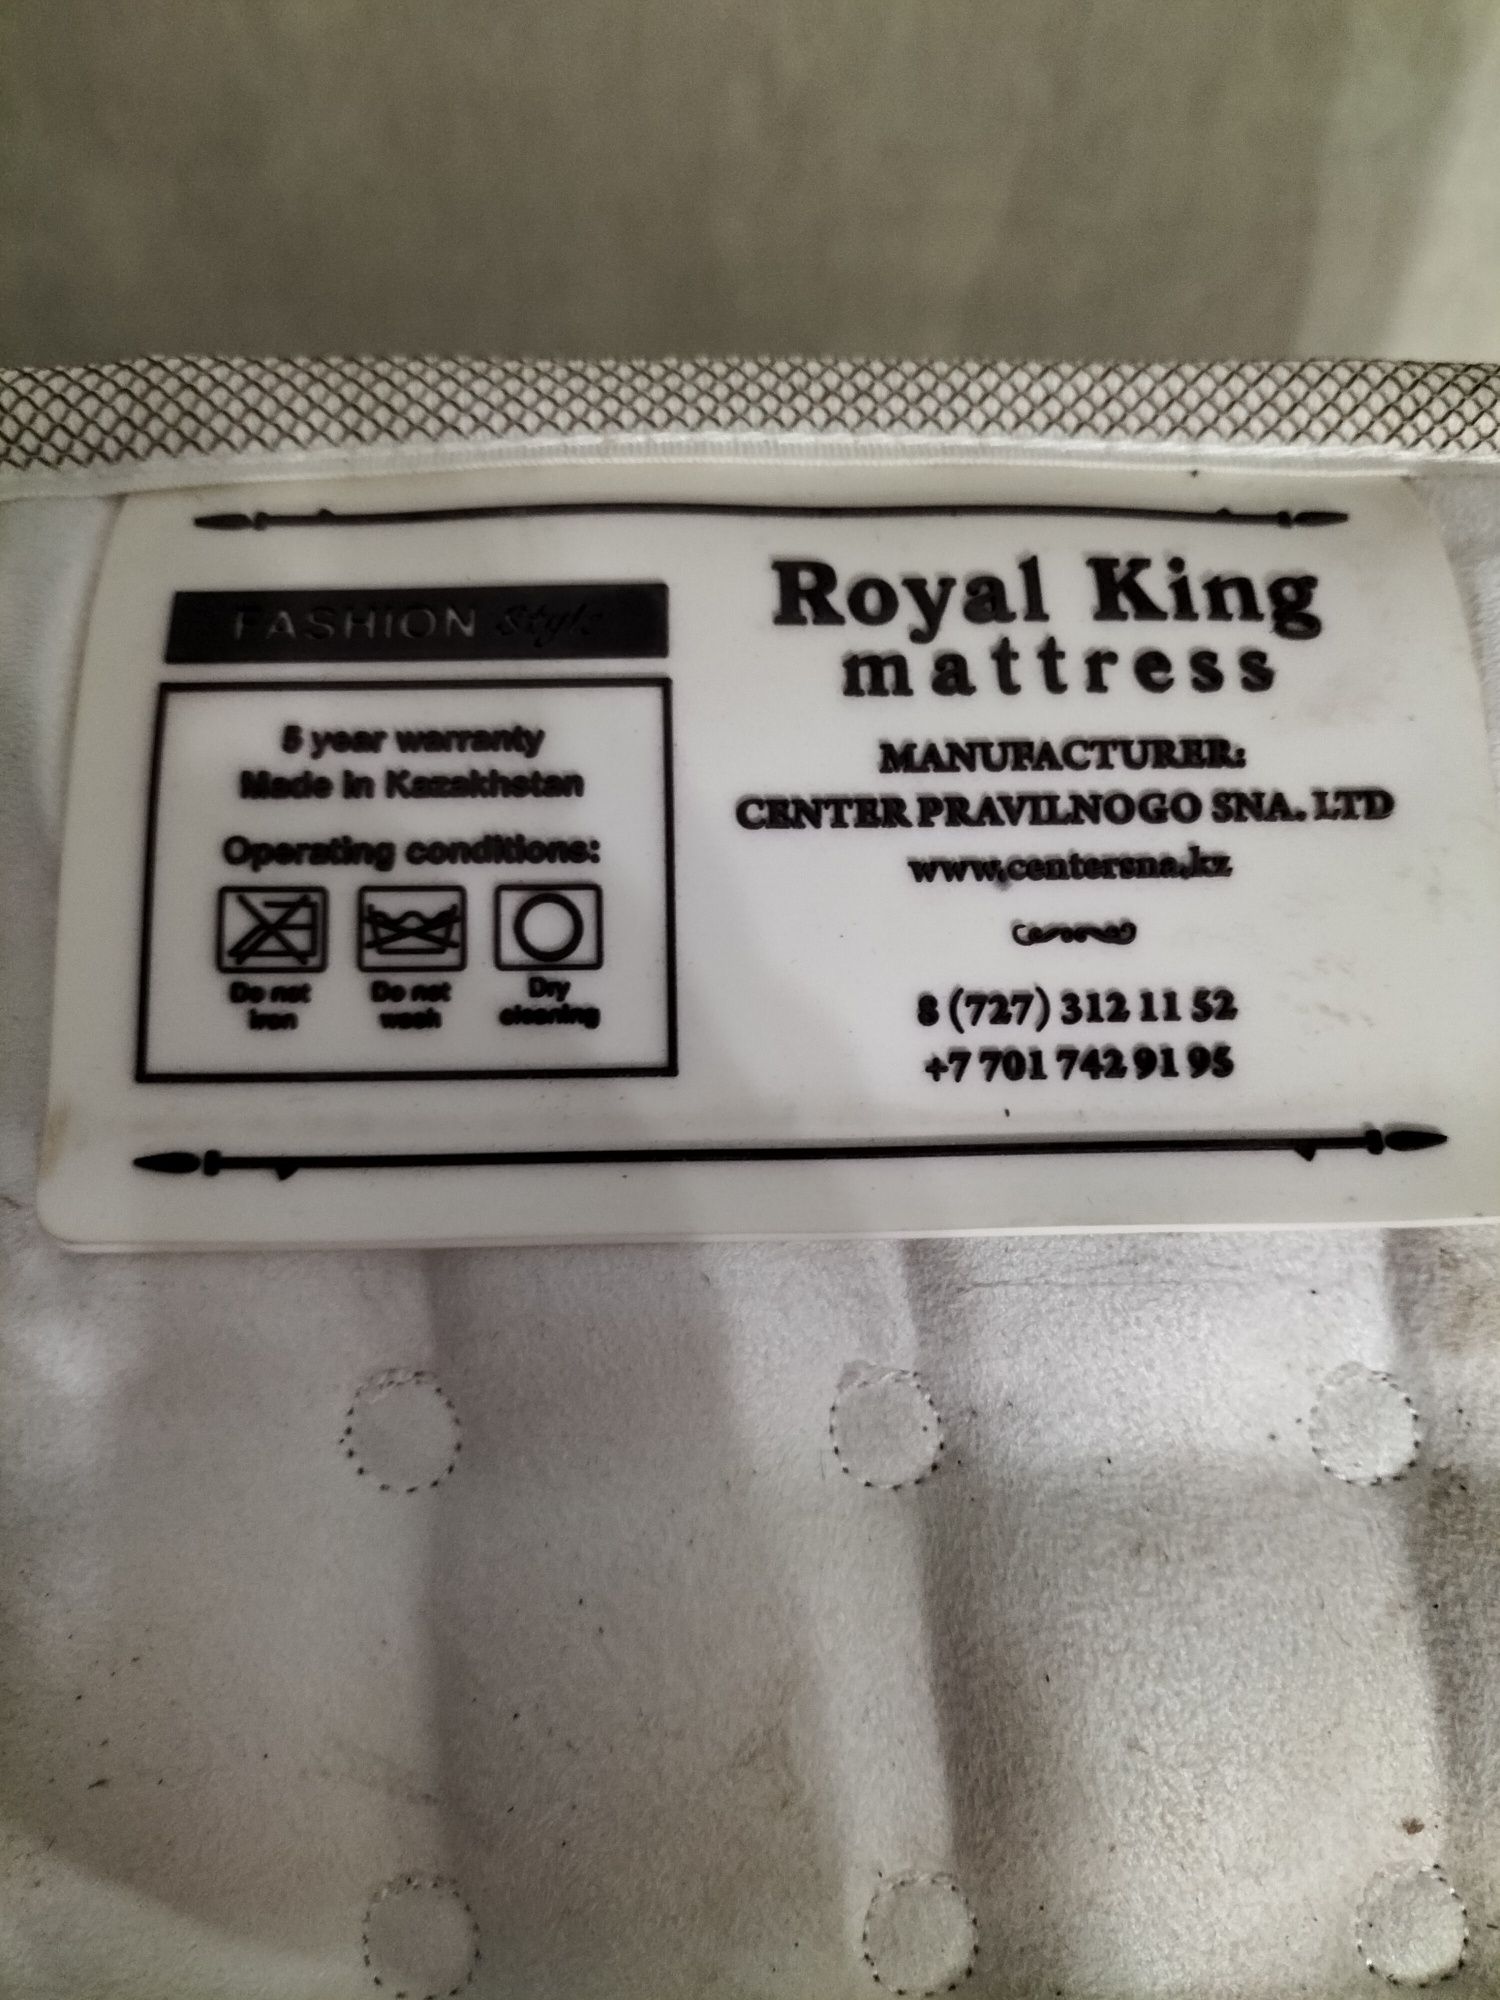 FASHION Style
5 year warranty
Made in Kazakhstan
Operating conditions:
Do not iron
Do not wash
Dry cleaning
Royal King
mattress
MANUFACTURER:
CENTER PRAVILNOGO SNA. LTD
www.centersna.kz
8 (727) 312 11 52
+7 701 742 91 95